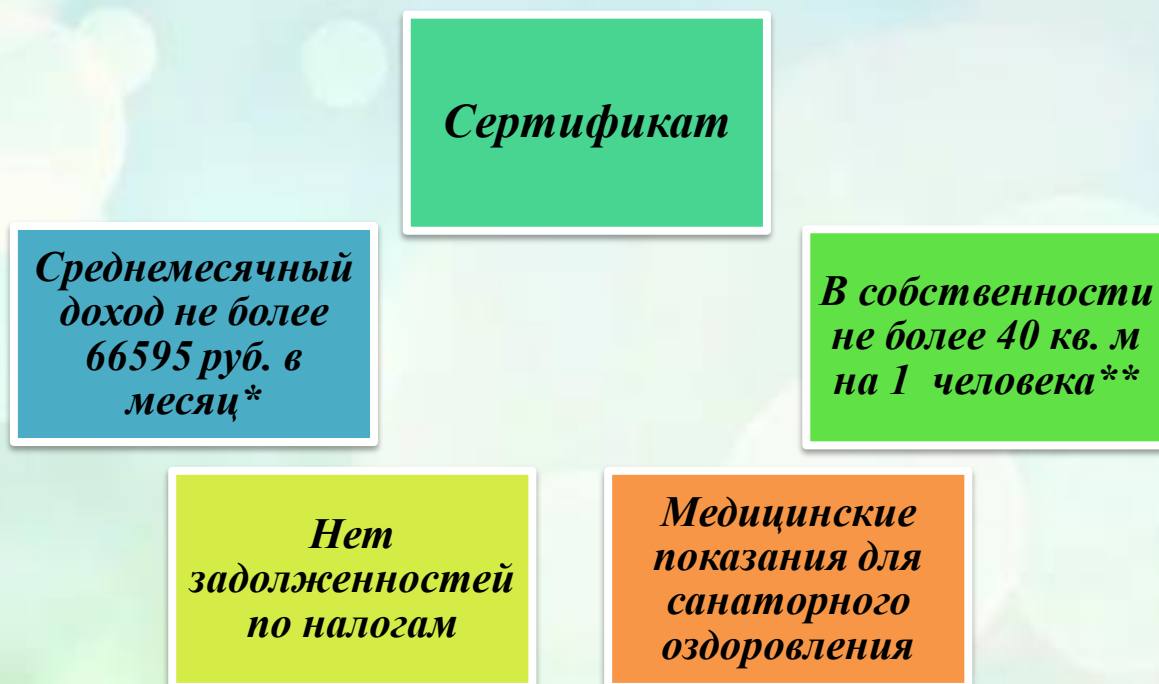 Сертификат
Среднемесячный
доход не более
66595 руб. в
месяц*
В собственности
не более 40 кв. м
на 1 человека**
Нет
задолженностей
по налогам
Медицинские
показания для
санаторного
оздоровления